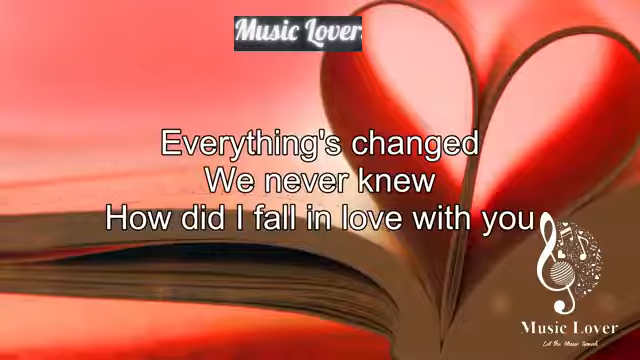 Music Lover
Everything's changed
We never knew
How did I fall in love with you
Music Lover